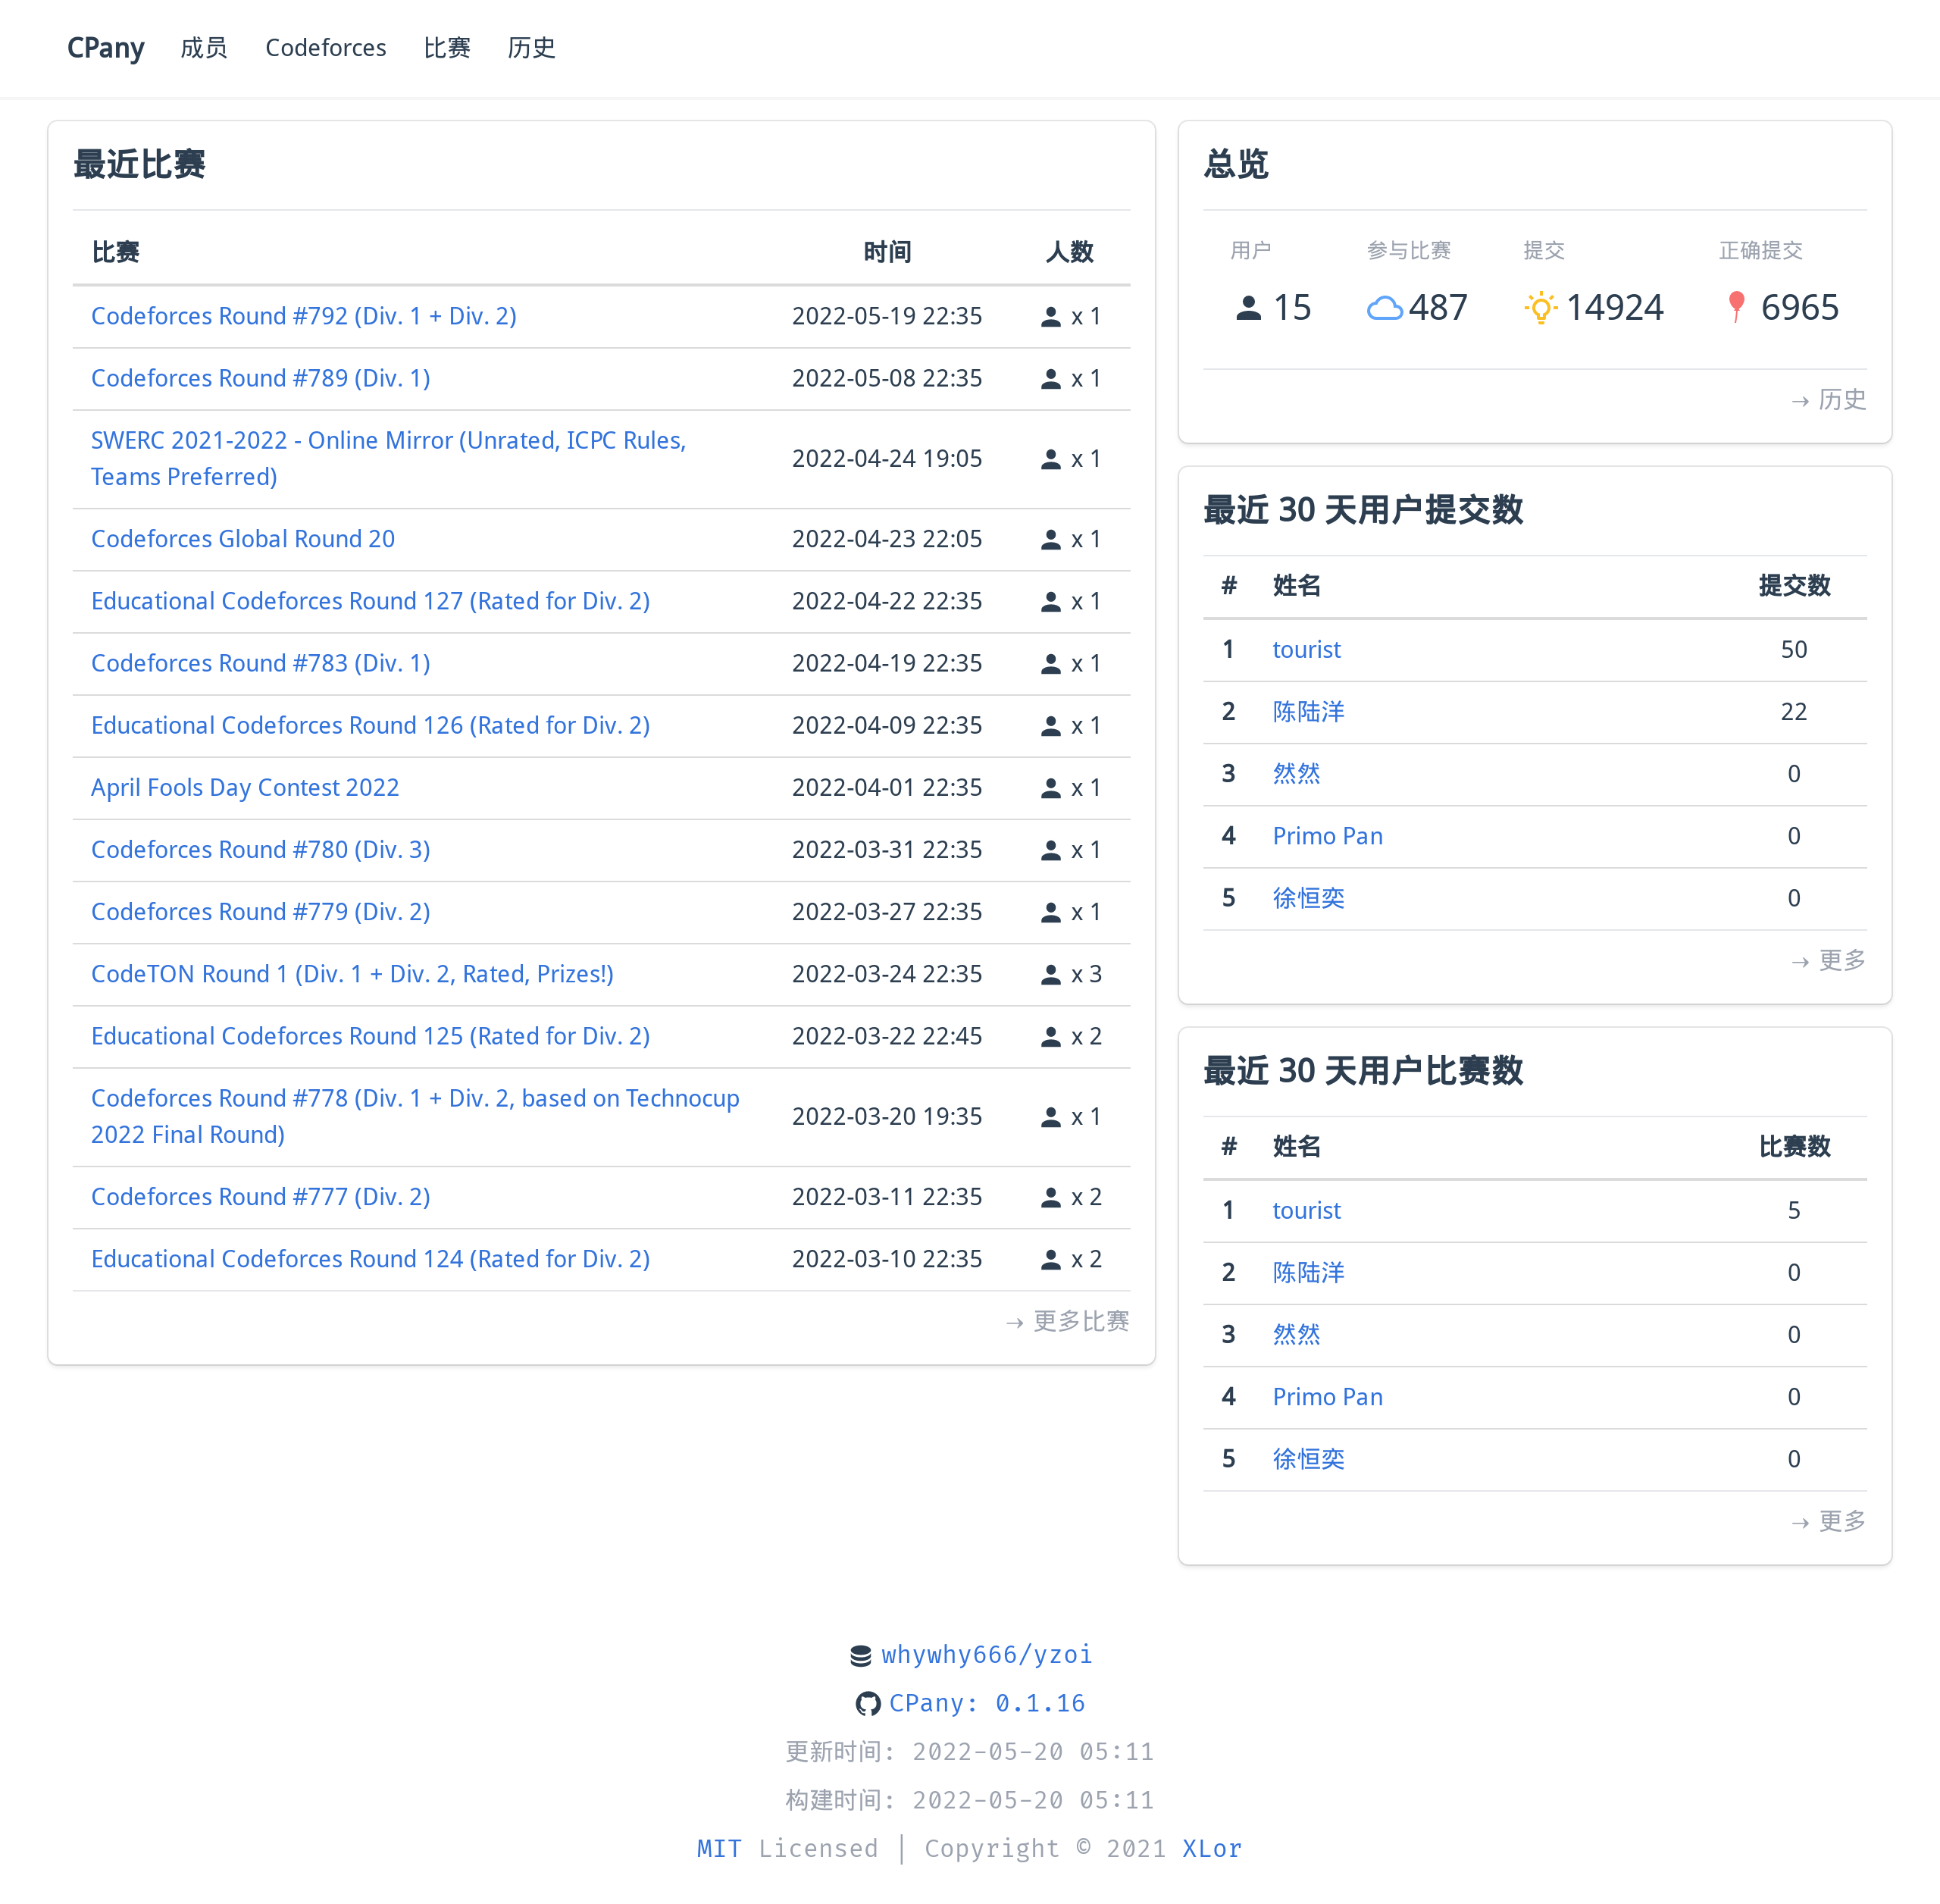 CPany 成员 Codeforces 比赛 历史
最近比赛
比赛 时间 人数
Codeforces Round #792 (Div. 1 + Div. 2) 2022-05-19 22:35 x 1
Codeforces Round #789 (Div. 1) 2022-05-08 22:35 x 1
SWERC 2021-2022 - Online Mirror (Unrated, ICPC Rules,
Teams Preferred) 2022-04-24 19:05 x 1
Codeforces Global Round 20 2022-04-23 22:05 x 1
Educational Codeforces Round 127 (Rated for Div. 2) 2022-04-22 22:35 x 1
Codeforces Round #783 (Div. 1) 2022-04-19 22:35 x 1
Educational Codeforces Round 126 (Rated for Div. 2) 2022-04-09 22:35 x 1
April Fools Day Contest 2022 2022-04-01 22:35 x 1
Codeforces Round #780 (Div. 3) 2022-03-31 22:35 x 1
Codeforces Round #779 (Div. 2) 2022-03-27 22:35 x 1
CodeTON Round 1 (Div. 1 + Div. 2, Rated, Prizes!) 2022-03-24 22:35 x 3
Educational Codeforces Round 125 (Rated for Div. 2) 2022-03-22 22:45 x 2
Codeforces Round #778 (Div. 1 + Div. 2, based on Technocup
2022 Final Round) 2022-03-20 19:35 x 1
Codeforces Round #777 (Div. 2) 2022-03-11 22:35 x 2
Educational Codeforces Round 124 (Rated for Div. 2) 2022-03-10 22:35 x 2
→ 更多比赛
总览
用户 参与比赛 提交 正确提交
15 487 14924 6965
→ 历史
最近 30 天用户提交数
# 姓名 提交数
1 tourist 50
2 陈陆洋 22
3 然然 0
4 Primo Pan 0
5 徐恒奕 0
→ 更多
最近 30 天用户比赛数
# 姓名 比赛数
1 tourist 5
2 陈陆洋 0
3 然然 0
4 Primo Pan 0
5 徐恒奕 0
→ 更多
whywhy666/yzoi
CPany: 0.1.16
更新时间: 2022-05-20 05:11
构建时间: 2022-05-20 05:11
MIT Licensed | Copyright © 2021 XLor